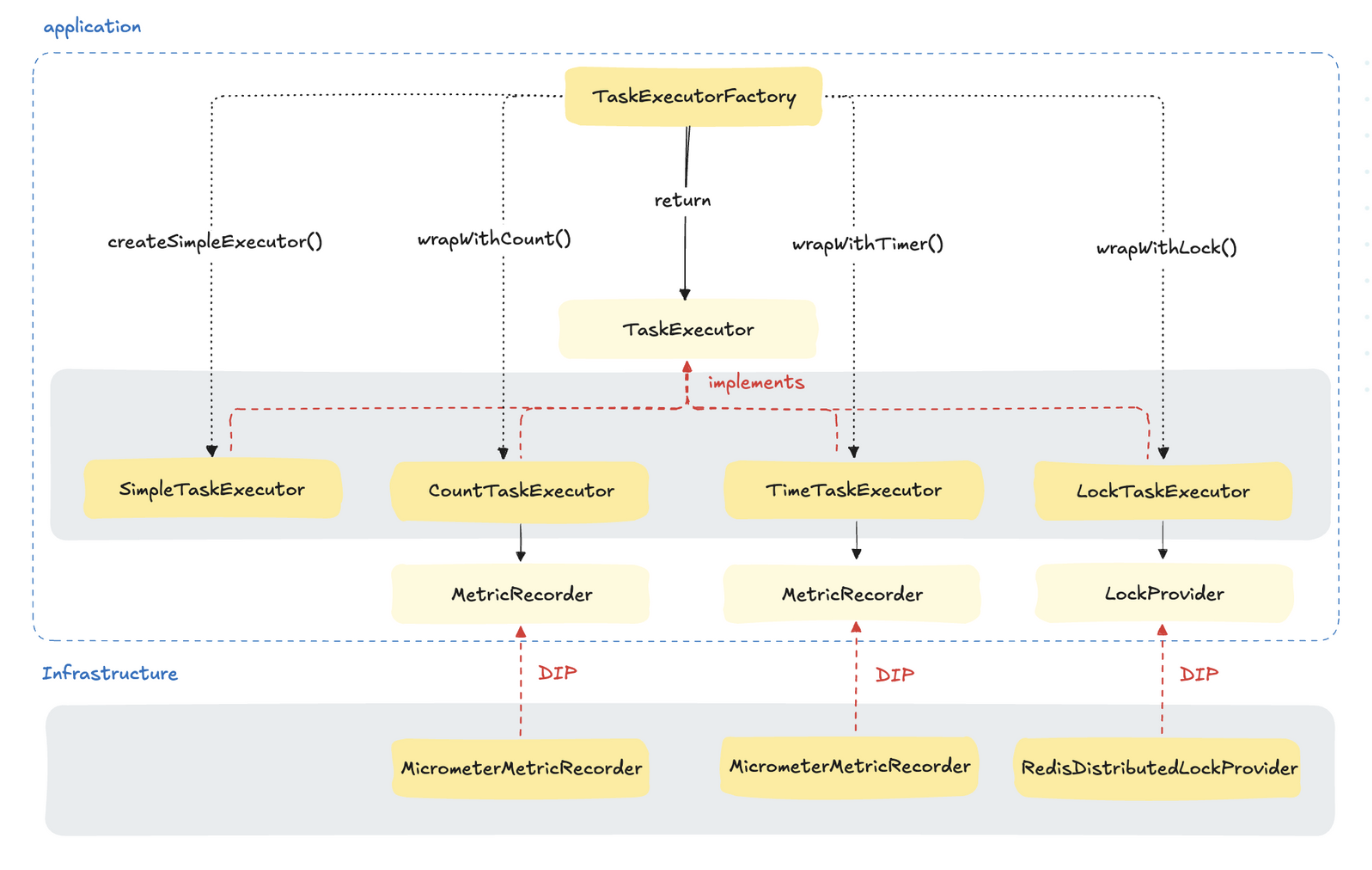 application
TaskExecutorFactory
return
createSimpleExecutor()
wrapWithCount()
wrapWithTimer()
wrapWithLock()
TaskExecutor
implements
SimpleTaskExecutor
CountTaskExecutor
TimeTaskExecutor
LockTaskExecutor
MetricRecorder
MetricRecorder
LockProvider
Infrastructure
DIP
DIP
DIP
MicrometerMetricRecorder
MicrometerMetricRecorder
RedisDistributedLockProvider